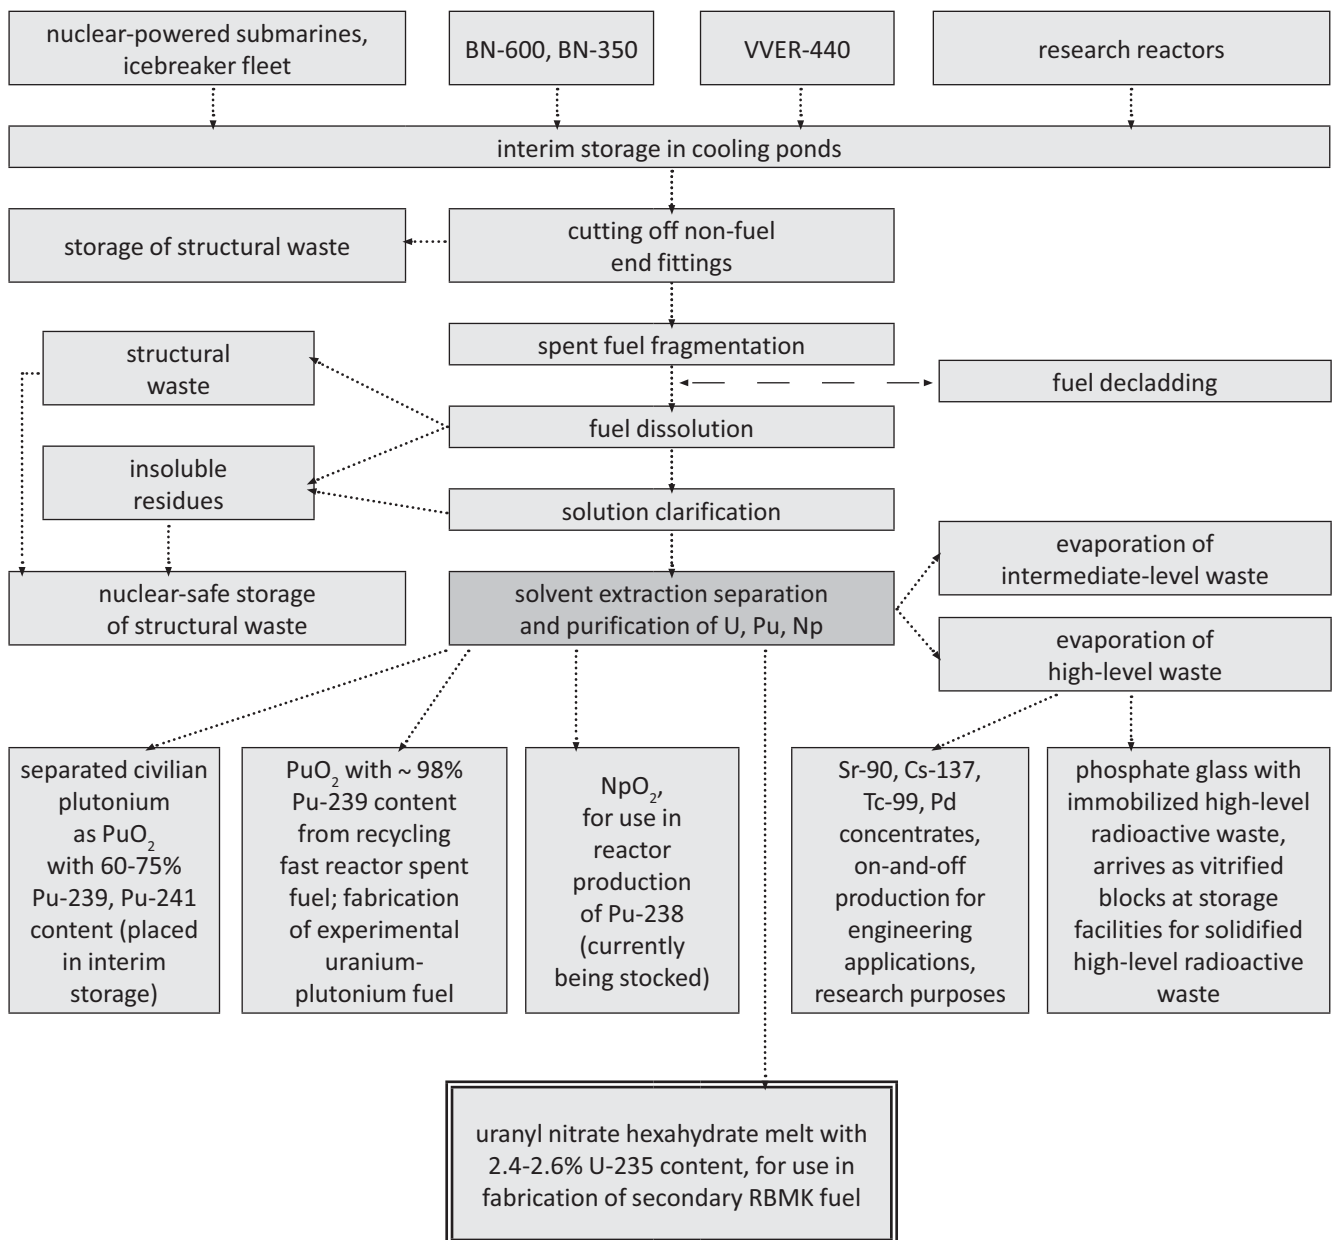 nuclear-powered submarines,
icebreaker fleet
BN-600, BN-350
VVER-440
research reactors
interim storage in cooling ponds
storage of structural waste
cutting off non-fuel
end fittings
spent fuel fragmentation
structural
waste
fuel decladding
fuel dissolution
insoluble
residues
solution clarification
evaporation of
intermediate-level waste
nuclear-safe storage
of structural waste
solvent extraction separation
and purification of U, Pu, Np
evaporation of
high-level waste
separated civilian
plutonium
as PuO₂
with 60-75%
Pu-239, Pu-241
content (placed
in interim
storage)
PuO₂ with ~ 98%
Pu-239 content
from recycling
fast reactor spent
fuel; fabrication
of experimental
uranium-
plutonium fuel
NpO₂,
for use in
reactor
production
of Pu-238
(currently
being stocked)
Sr-90, Cs-137,
Tc-99, Pd
concentrates,
on-and-off
production for
engineering
applications,
research purposes
phosphate glass with
immobilized high-level
radioactive waste,
arrives as vitrified
blocks at storage
facilities for solidified
high-level radioactive
waste
uranyl nitrate hexahydrate melt with
2.4-2.6% U-235 content, for use in
fabrication of secondary RBMK fuel